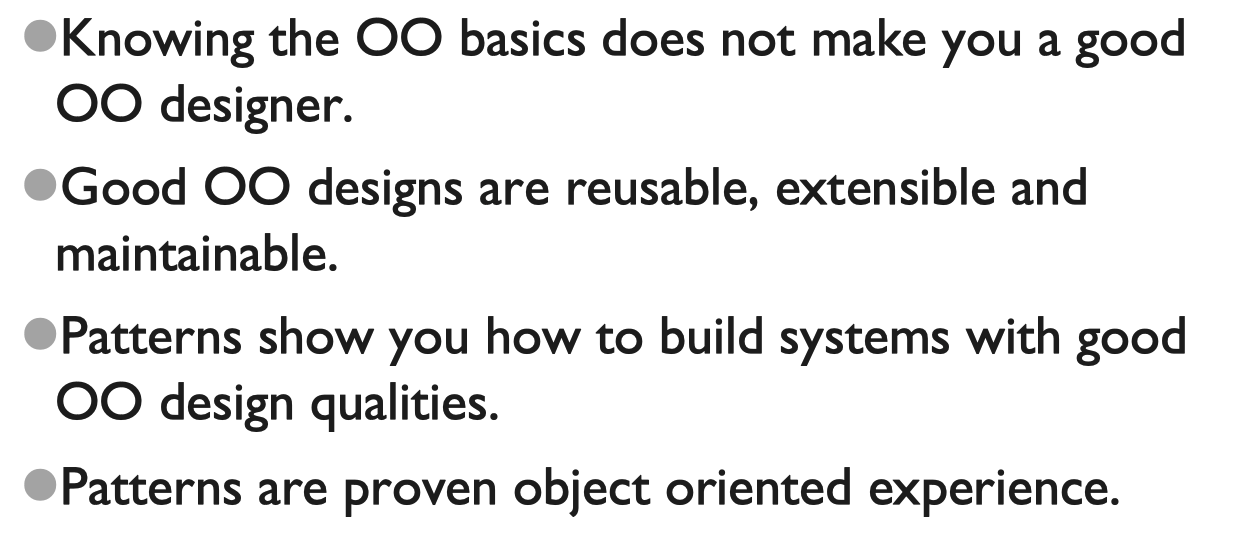 ●Knowing the OO basics does not make you a good
OO designer.
●Good OO designs are reusable, extensible and
maintainable.
●Patterns show you how to build systems with good
OO design qualities.
●Patterns are proven object oriented experience.